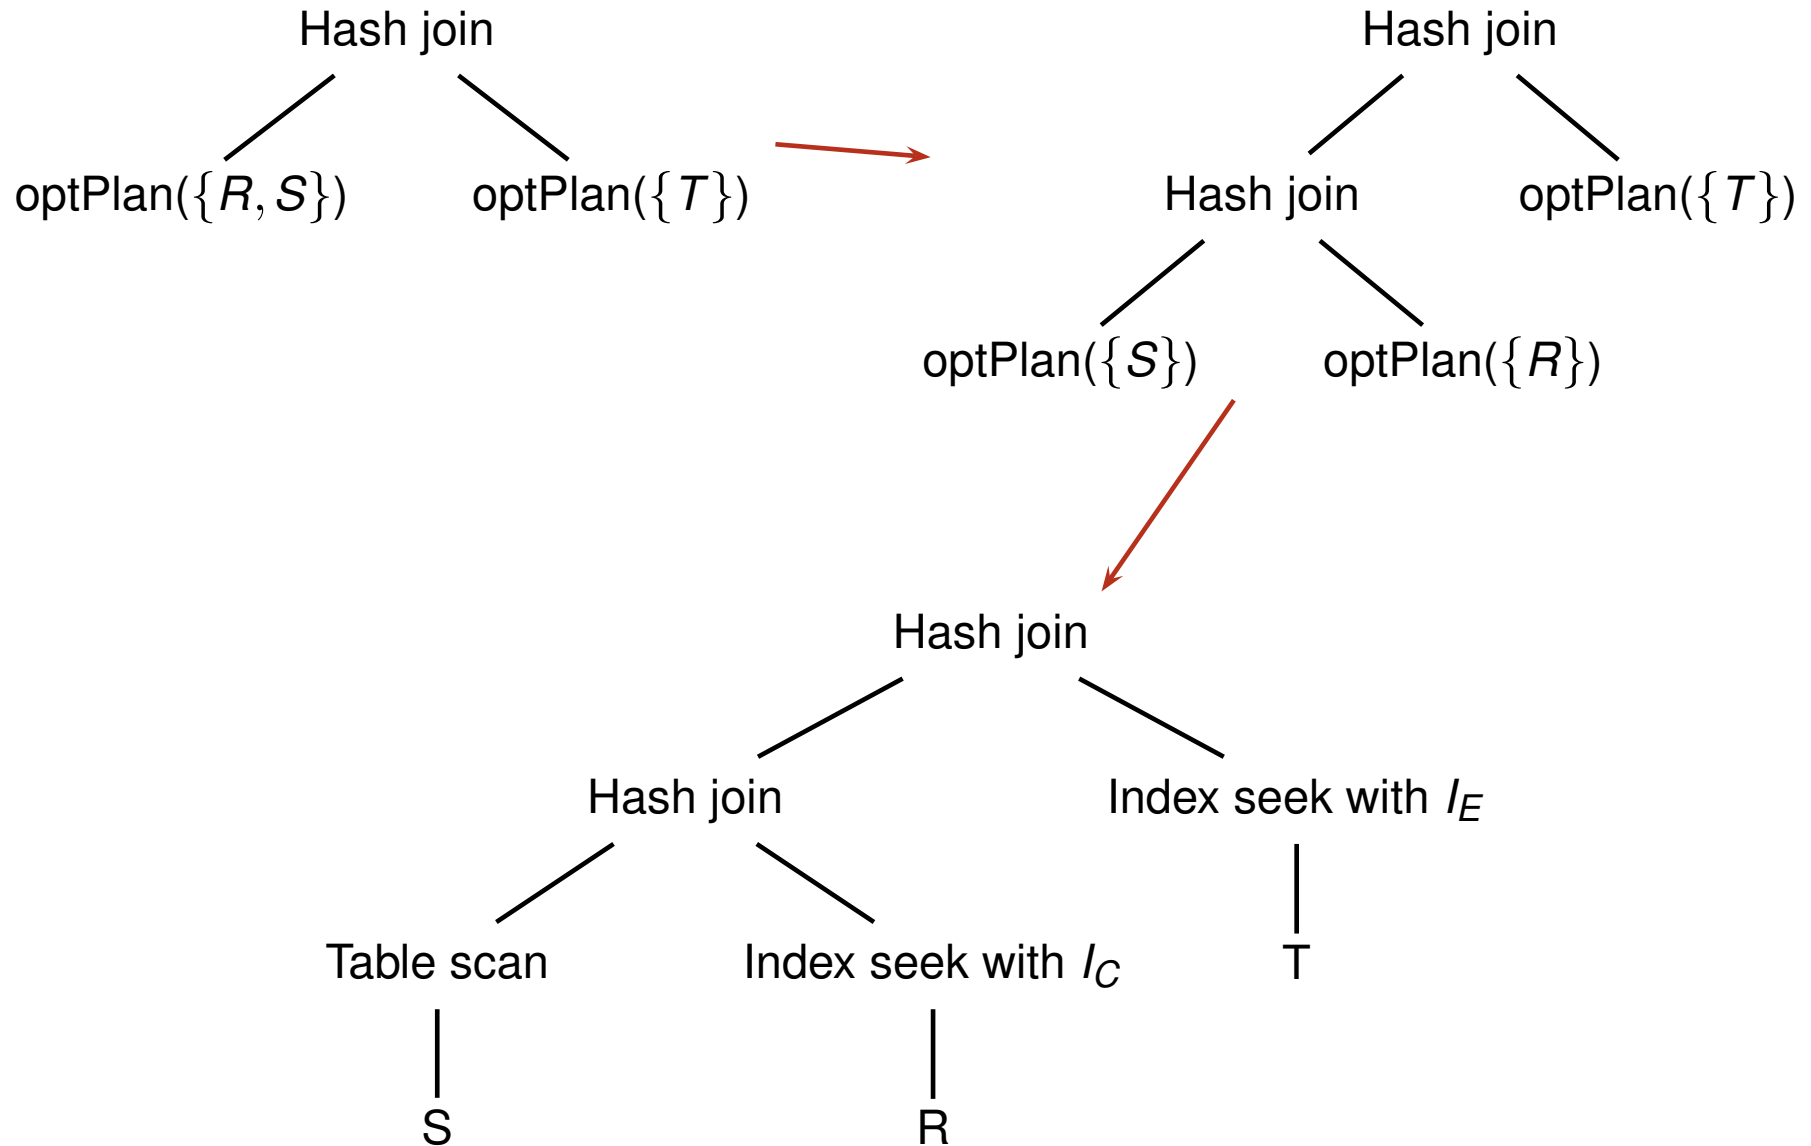 Hash join
optPlan({R, S})
optPlan({T})
Hash join
Hash join
optPlan({T})
optPlan({S})
optPlan({R})
Hash join
Hash join
Index seek with I_E
Table scan
Index seek with I_C
T
S
R